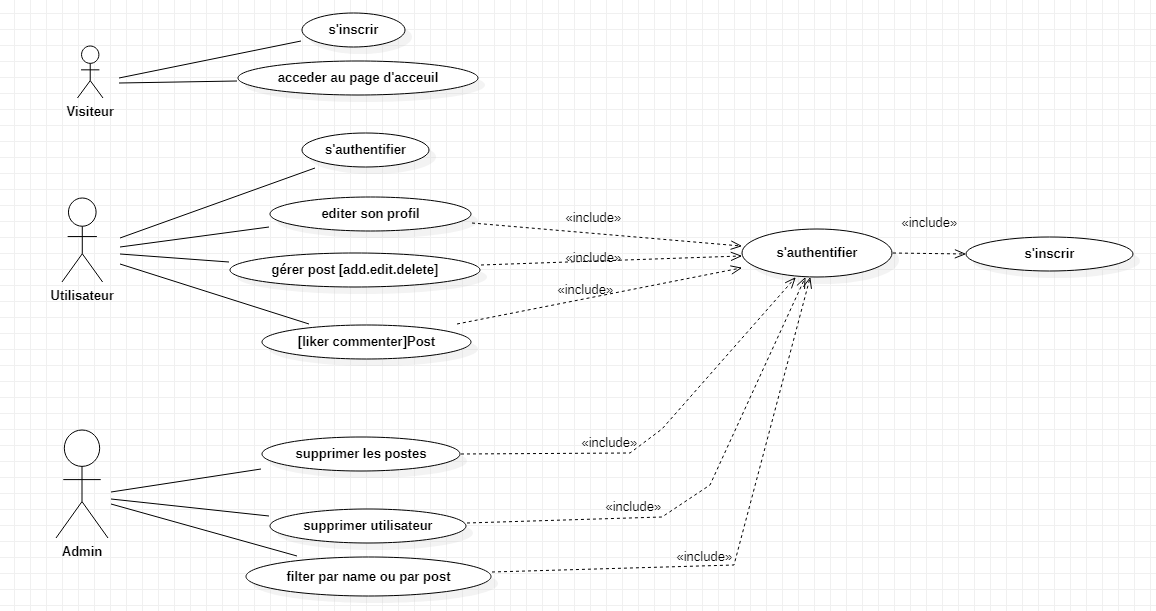 s'inscrir
acceder au page d'acceuil
Visiteur
s'authentifier
editer son profil
«include»
«include»
s'authentifier
s'inscrir
gérer post [add.edit.delete]
«include»
Utilisateur
«include»
[liker commenter]Post
supprimer les postes
«include»
supprimer utilisateur
«include»
Admin
filter par name ou par post
«include»